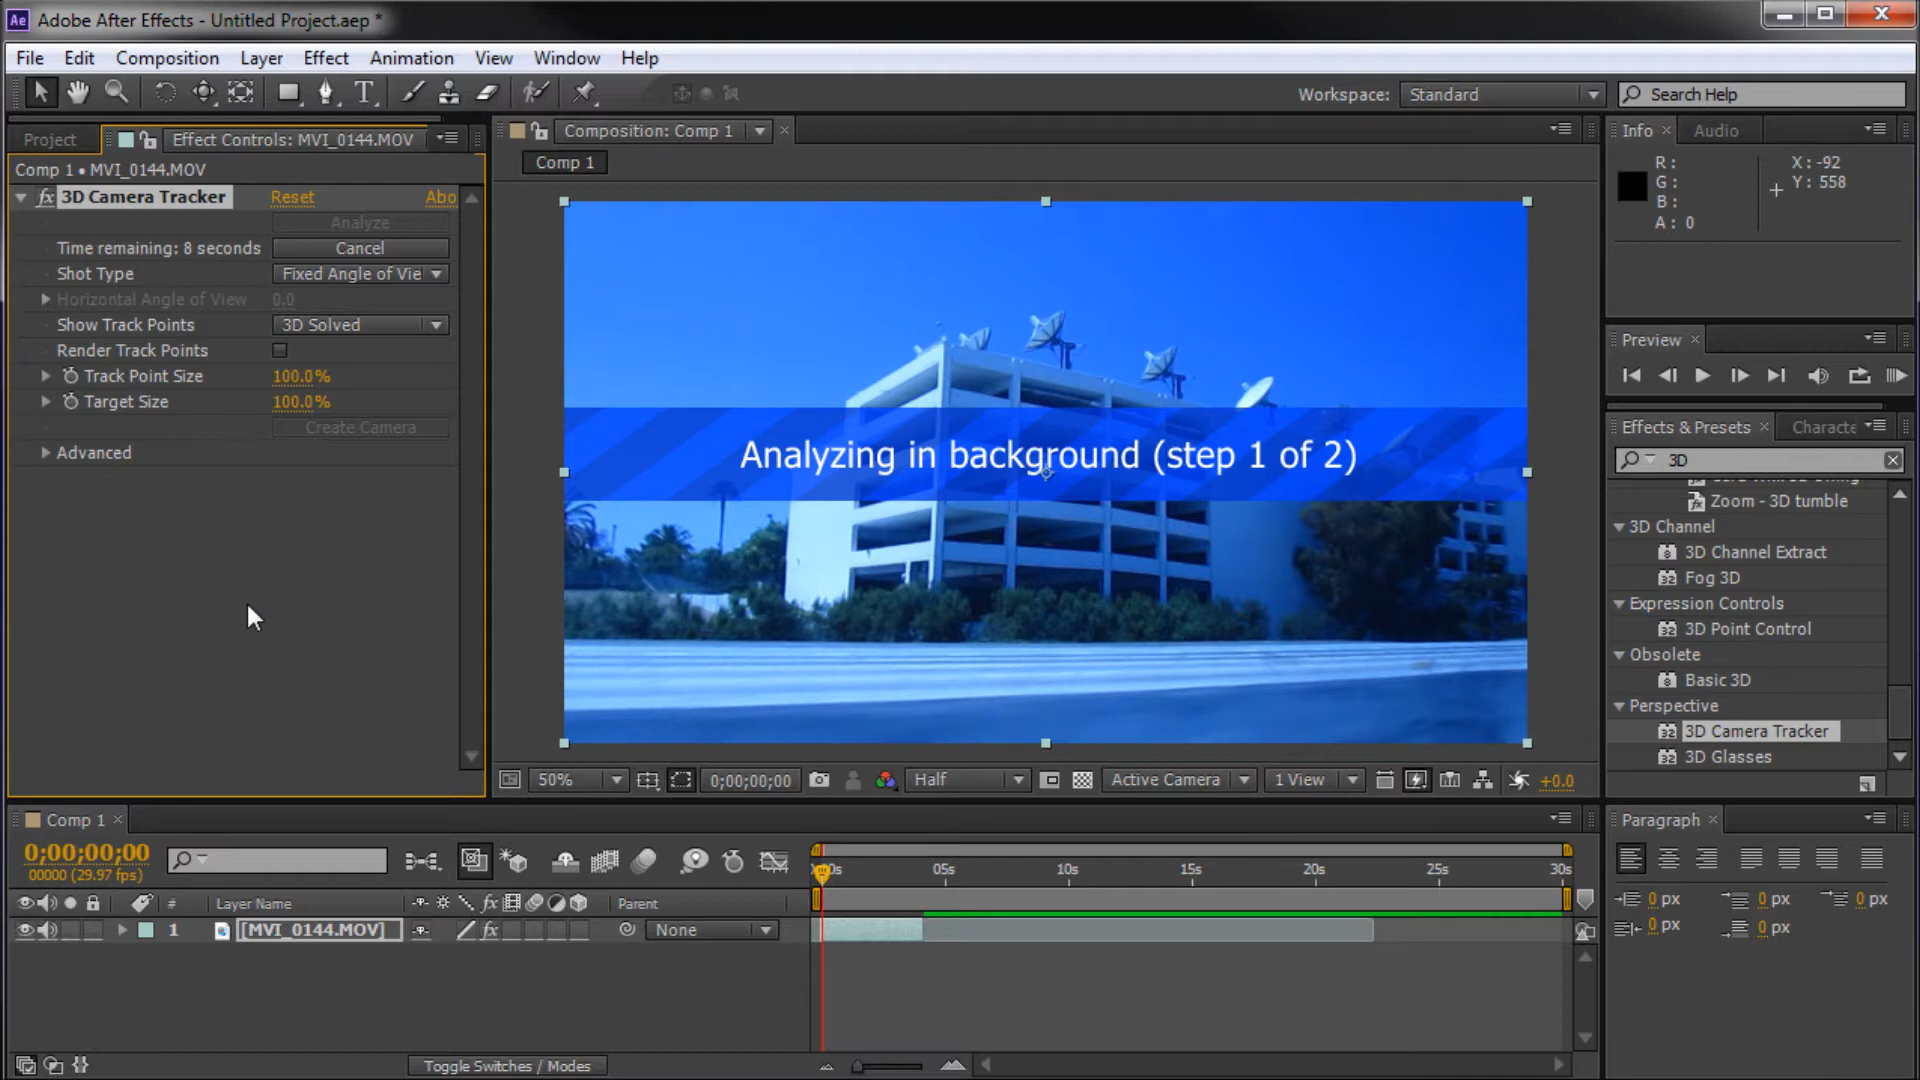 Ae Adobe After Effects - Untitled Project.aep *
File Edit Composition Layer Effect Animation View Window Help
T Workspace: Standard Search Help
Project Effect Controls: MVI_0144.MOV
Composition: Comp 1
Info Audio
Comp 1 • MVI_0144.MOV
Comp 1
R :
G :
B :
A : 0
X : -92
Y : 558
fx 3D Camera Tracker Reset Abo
Analyze
Time remaining: 8 seconds Cancel
Shot Type Fixed Angle of Vie
Horizontal Angle of View 0.0
Show Track Points 3D Solved
Render Track Points
Track Point Size 100.0%
Target Size 100.0%
Create Camera
Advanced
Analyzing in background (step 1 of 2)
Preview
Effects & Presets Characte
3D
Zoom - 3D tumble
3D Channel
3D Channel Extract
Fog 3D
Expression Controls
3D Point Control
Obsolete
Basic 3D
Perspective
3D Camera Tracker
3D Glasses
50% 0;00;00;00 Half Active Camera 1 View +0.0
Comp 1
0;00;00;00
00000 (29.97 fps)
05s 10s 15s 20s 25s 30s
# Layer Name fx Parent
1 [MVI_0144.MOV] fx None
Toggle Switches / Modes
Paragraph
0 px 0 px 0 px
0 px 0 px